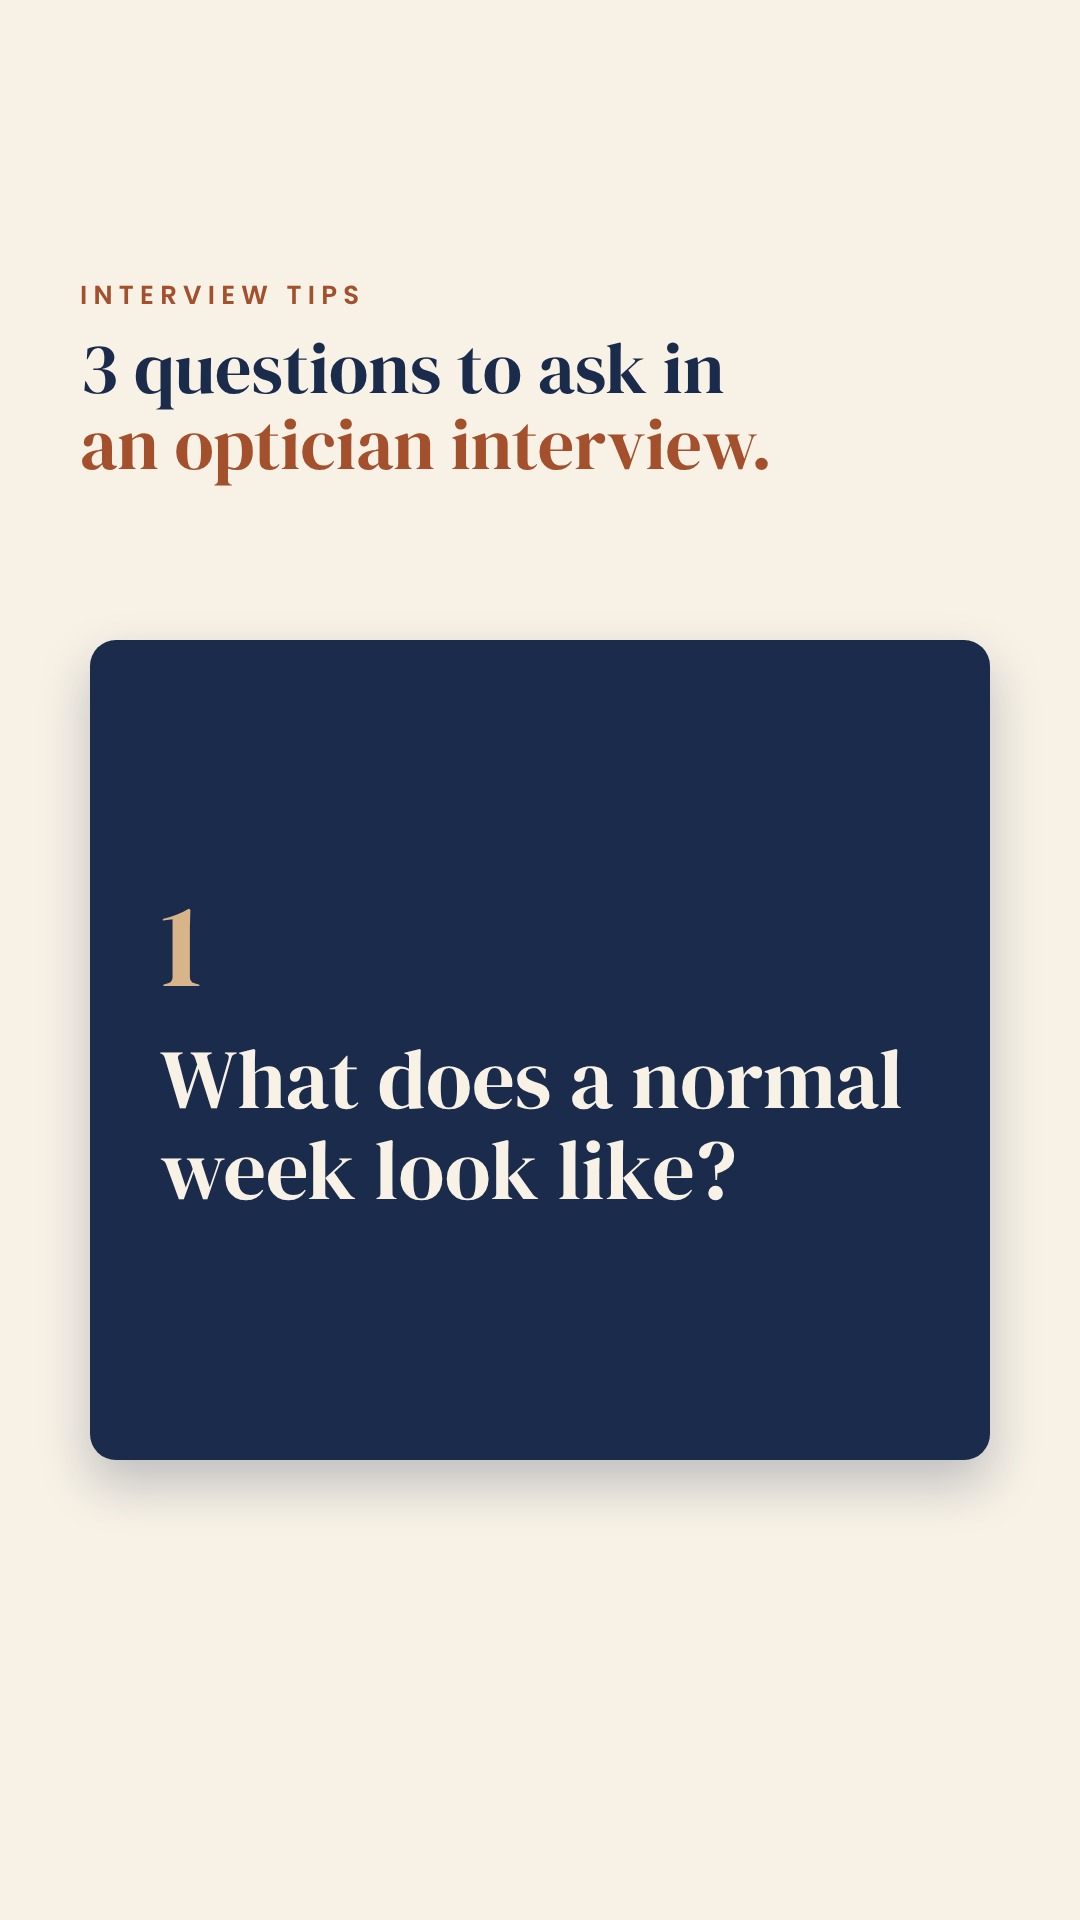 INTERVIEW TIPS
3 questions to ask in
an optician interview.
1
What does a normal
week look like?